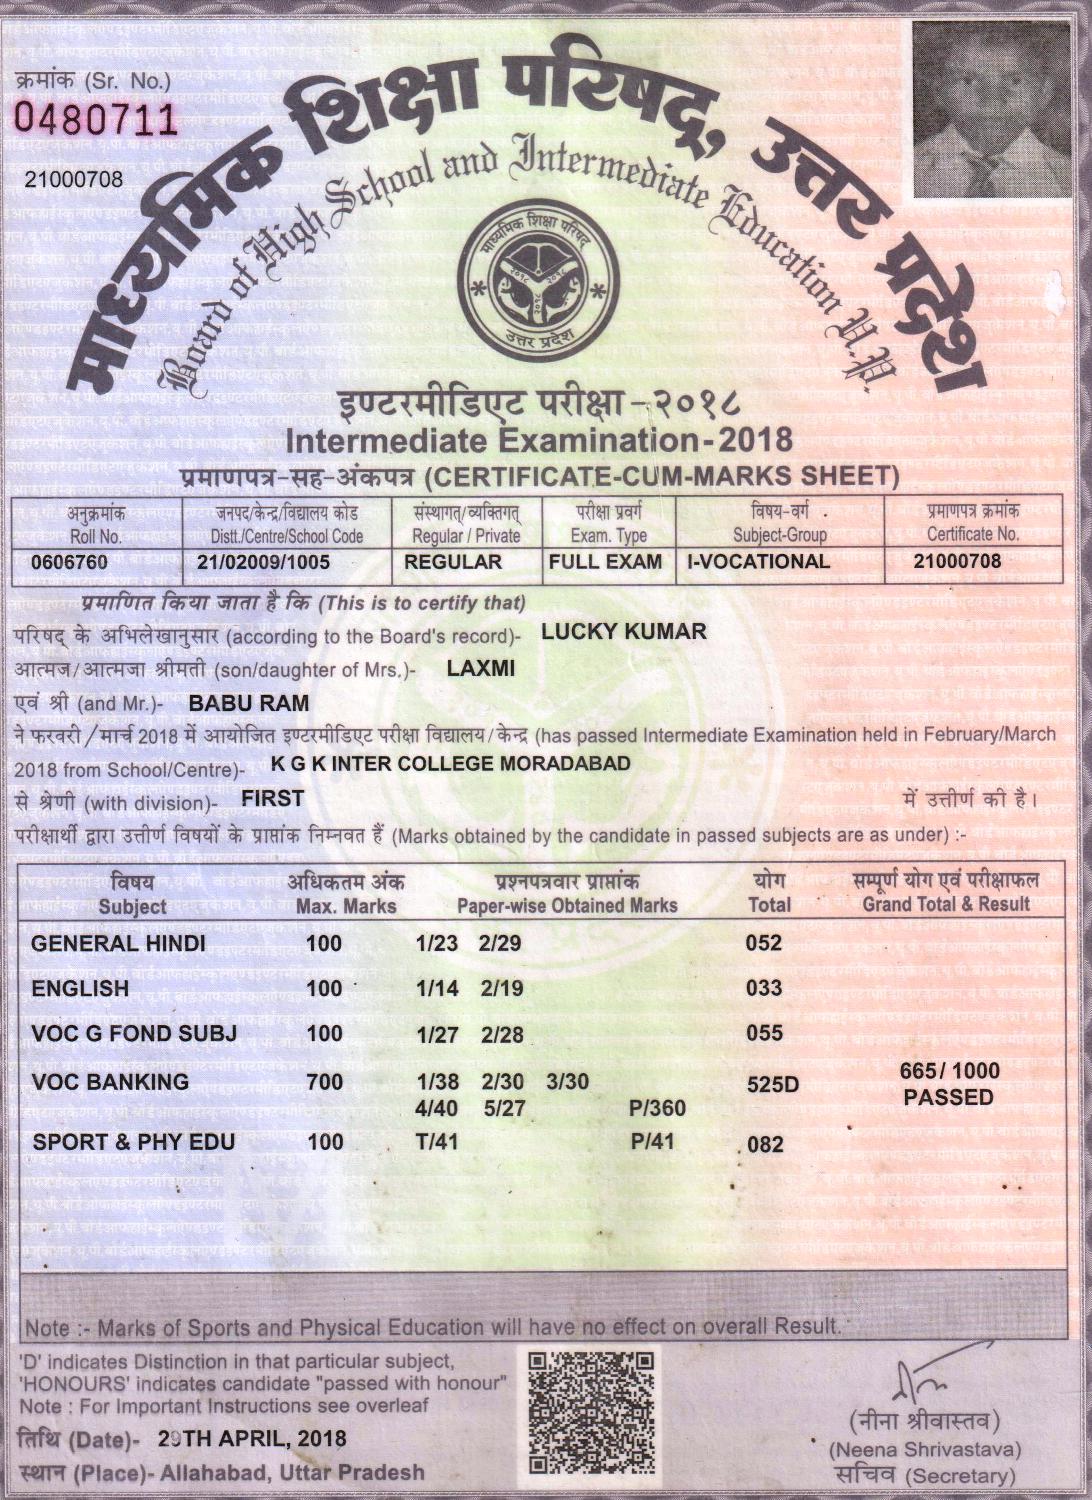 क्रमांक (Sr. No.)
0480711
21000708
माध्यमिक शिक्षा परिषद्, उत्तर प्रदेश
Board of High School and Intermediate Education U.P.
माध्यमिक शिक्षा परिषद
२०१८ २०१८
२०१८
उत्तर प्रदेश
इण्टरमीडिएट परीक्षा-२०१८
Intermediate Examination-2018
प्रमाणपत्र-सह-अंकपत्र (CERTIFICATE-CUM-MARKS SHEET)
अनुक्रमांक जनपद/केन्द्र/विद्यालय कोड संस्थागत्/व्यक्तिगत् परीक्षा प्रवर्ग विषय-वर्ग प्रमाणपत्र क्रमांक
Roll No. Distt./Centre/School Code Regular / Private Exam. Type Subject-Group Certificate No.
0606760 21/02009/1005 REGULAR FULL EXAM I-VOCATIONAL 21000708
प्रमाणित किया जाता है कि (This is to certify that)
परिषद् के अभिलेखानुसार (according to the Board's record)- LUCKY KUMAR
आत्मज/आत्मजा श्रीमती (son/daughter of Mrs.)- LAXMI
एवं श्री (and Mr.)- BABU RAM
ने फरवरी/मार्च 2018 में आयोजित इण्टरमीडिएट परीक्षा विद्यालय/केन्द्र (has passed Intermediate Examination held in February/March
2018 from School/Centre)- K G K INTER COLLEGE MORADABAD
से श्रेणी (with division)- FIRST में उत्तीर्ण की है।
परीक्षार्थी द्वारा उत्तीर्ण विषयों के प्राप्तांक निम्नवत हैं (Marks obtained by the candidate in passed subjects are as under) :-
विषय अधिकतम अंक प्रश्नपत्रवार प्राप्तांक योग सम्पूर्ण योग एवं परीक्षाफल
Subject Max. Marks Paper-wise Obtained Marks Total Grand Total & Result
GENERAL HINDI 100 1/23 2/29 052
ENGLISH 100 1/14 2/19 033
VOC G FOND SUBJ 100 1/27 2/28 055
VOC BANKING 700 1/38 2/30 3/30 525D 665/ 1000
4/40 5/27 P/360 PASSED
SPORT & PHY EDU 100 T/41 P/41 082
Note :- Marks of Sports and Physical Education will have no effect on overall Result.
'D' indicates Distinction in that particular subject,
'HONOURS' indicates candidate "passed with honour"
Note : For Important Instructions see overleaf
तिथि (Date)- 29TH APRIL, 2018
स्थान (Place)- Allahabad, Uttar Pradesh
(नीना श्रीवास्तव)
(Neena Shrivastava)
सचिव (Secretary)